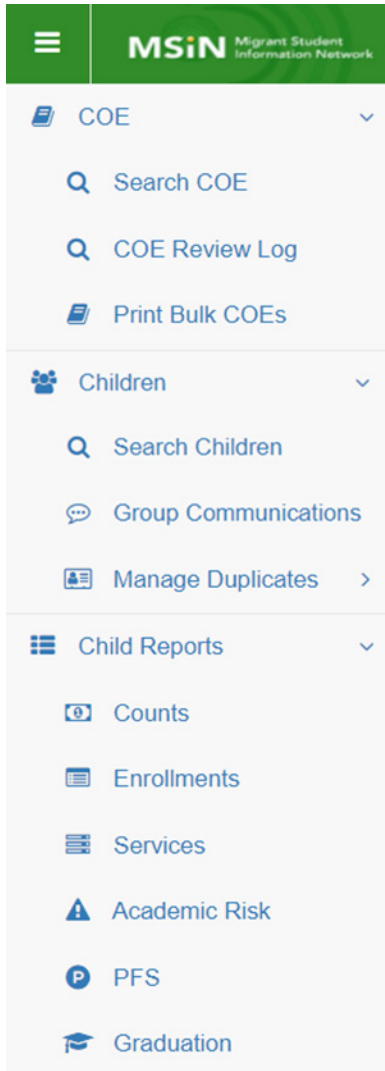 MSiN Migrant Student
Information Network
COE
Search COE
COE Review Log
Print Bulk COEs
Children
Search Children
Group Communications
Manage Duplicates
Child Reports
Counts
Enrollments
Services
Academic Risk
P PFS
Graduation